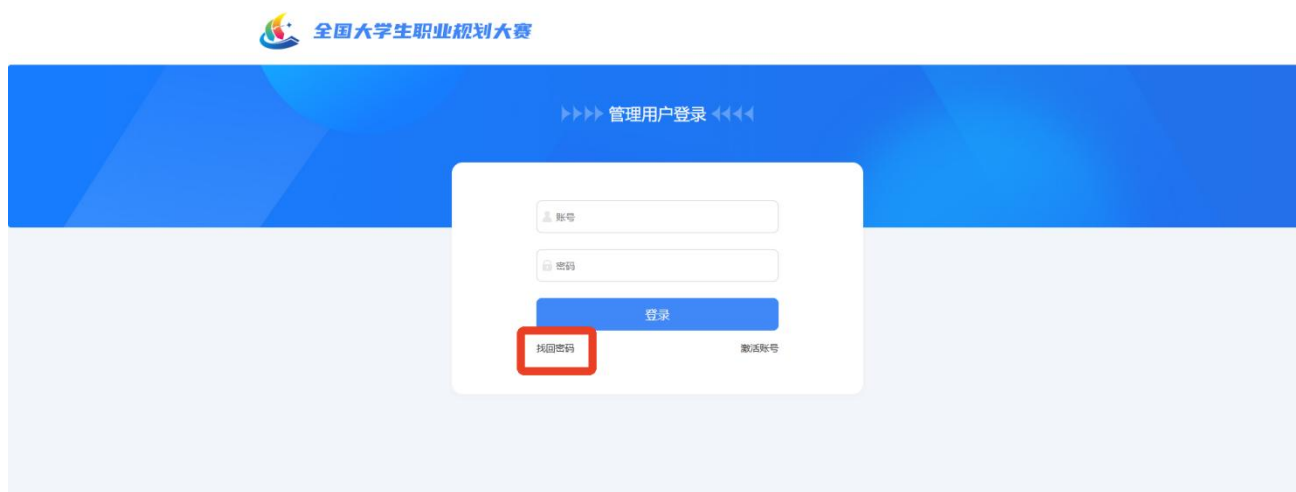 全国大学生职业规划大赛
管理用户登录
账号
密码
登录
找回密码 激活账号